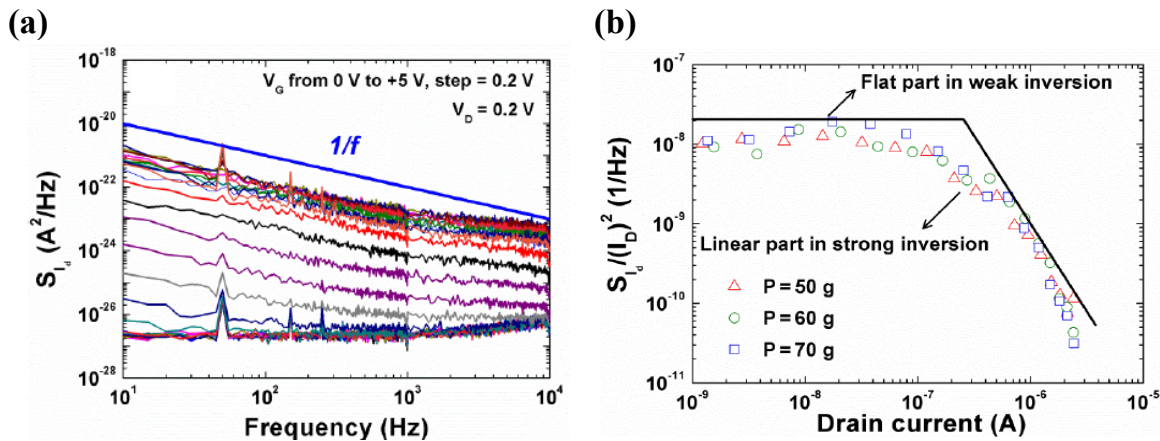 (a)
10^-18
10^-20
10^-22
10^-24
10^-26
10^-28
S_I_d (A^2/Hz)
V_G from 0 V to +5 V, step = 0.2 V
V_D = 0.2 V
1/f
10^1 10^2 10^3 10^4
Frequency (Hz)
(b)
10^-7
10^-8
10^-9
10^-10
10^-11
S_I_d/(I_D)^2 (1/Hz)
Flat part in weak inversion
Linear part in strong inversion
P = 50 g
P = 60 g
P = 70 g
10^-9 10^-8 10^-7 10^-6 10^-5
Drain current (A)